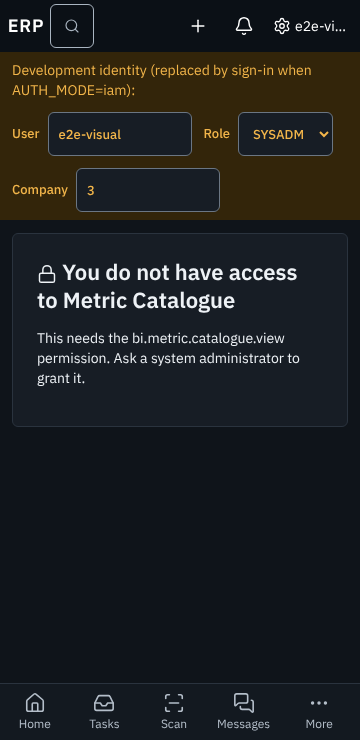 ERP
e2e-vi...
Development identity (replaced by sign-in when
AUTH_MODE=iam):
User e2e-visual Role SYSADM
Company 3
You do not have access
to Metric Catalogue
This needs the bi.metric.catalogue.view
permission. Ask a system administrator to
grant it.
Home Tasks Scan Messages More